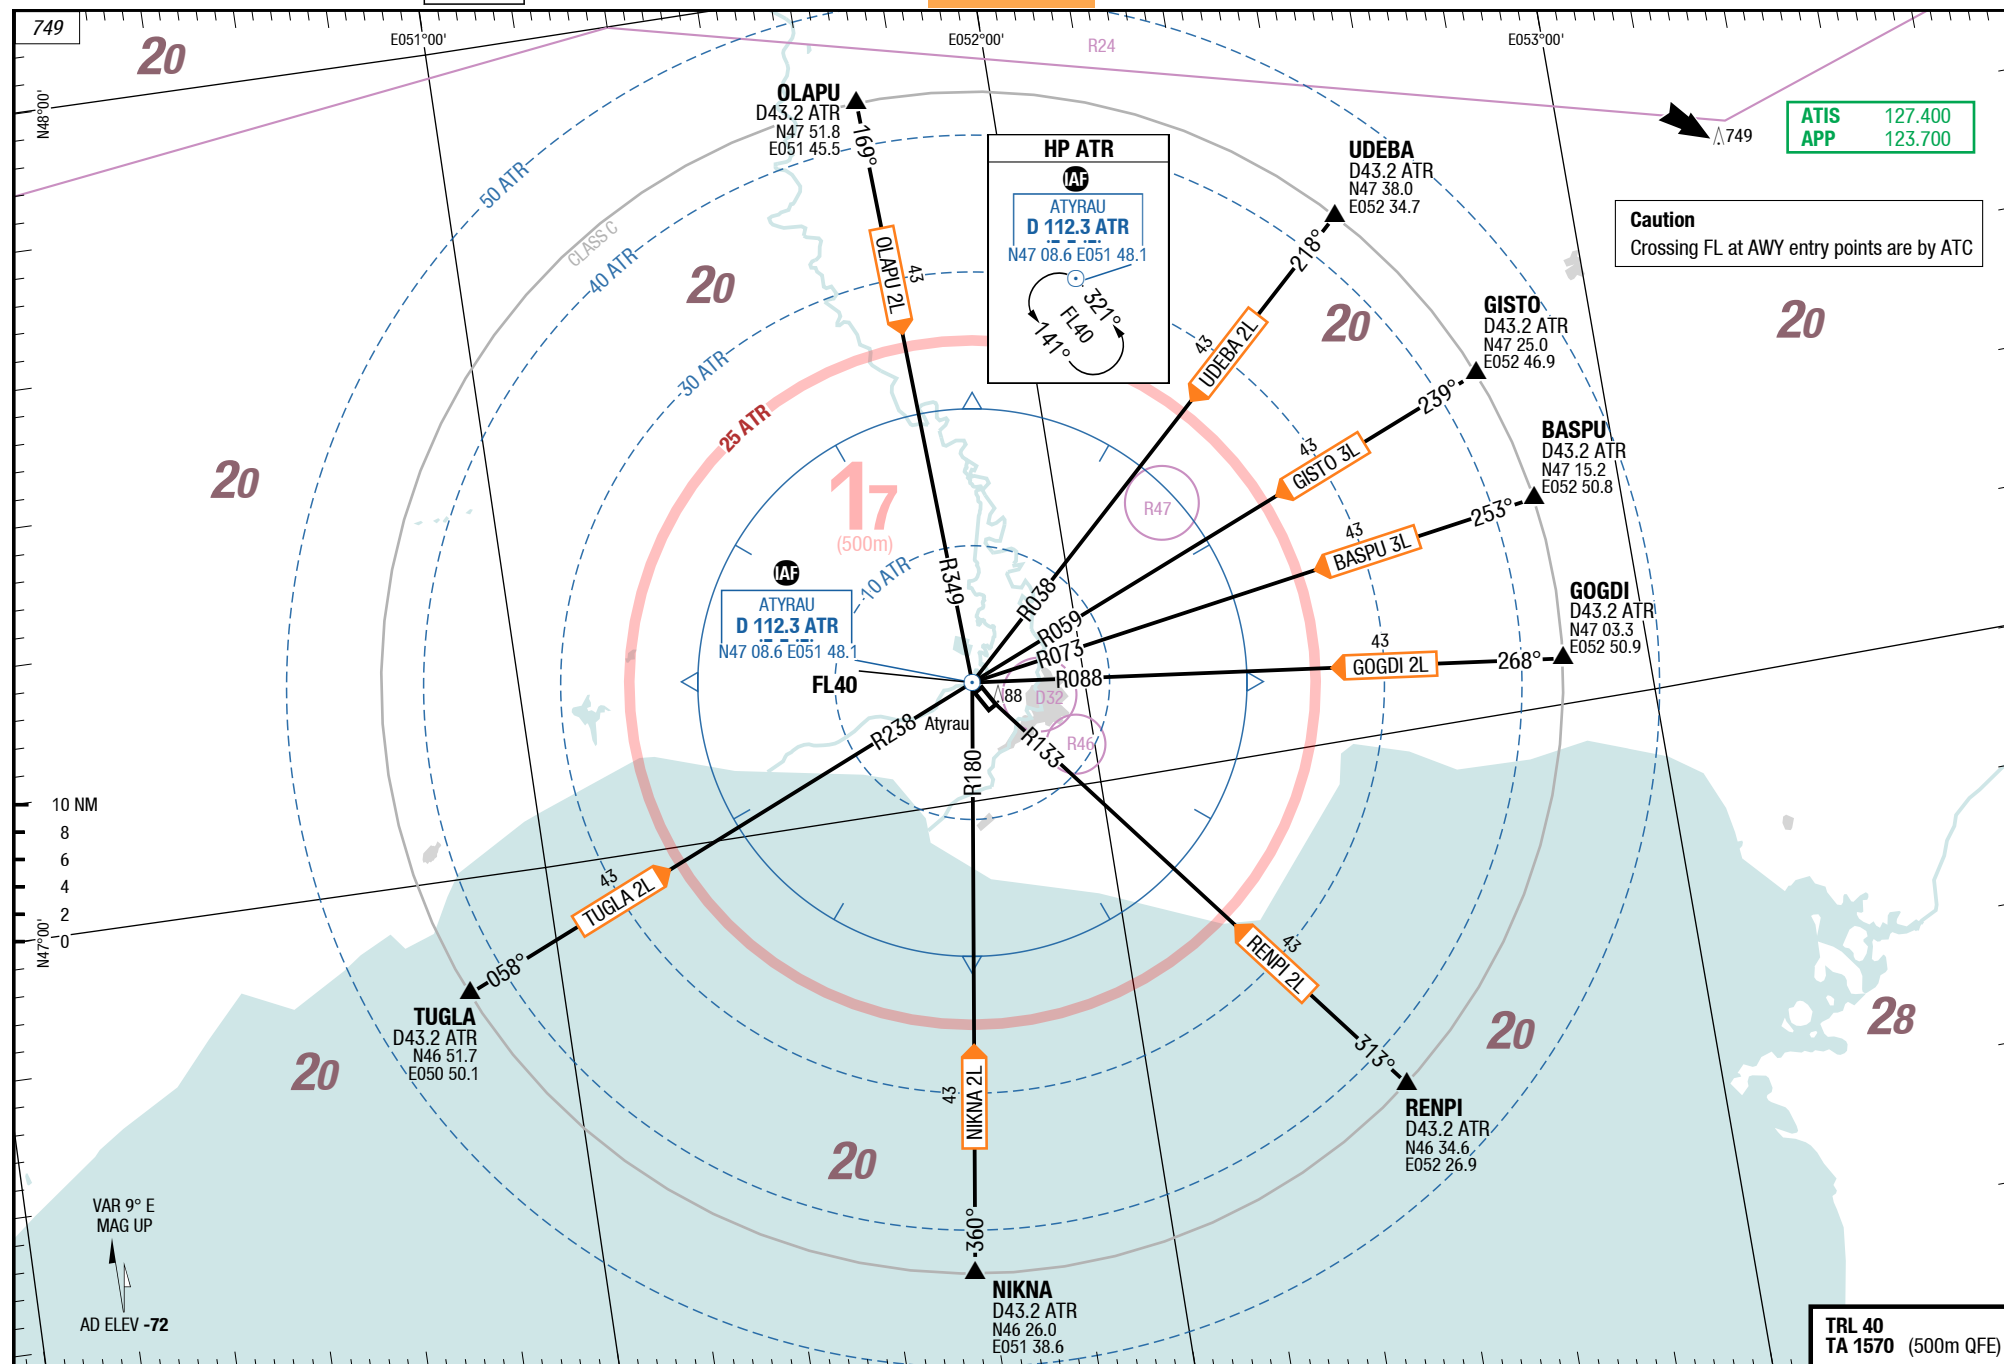 749
E051°00'
E052°00'
E053°00'
R24
20
N48°00'
OLAPU
D43.2 ATR
N47 51.8
E051 45.5
169°
HP ATR
IAF
ATYRAU
D 112.3 ATR
N47 08.6 E051 48.1
321°
FL40
141°
UDEBA
D43.2 ATR
N47 38.0
E052 34.7
218°
749
ATIS 127.400
APP 123.700
Caution
Crossing FL at AWY entry points are by ATC
50 ATR
CLASS C
40 ATR
20
OLAPU 2L
43
20
20
GISTO
D43.2 ATR
N47 25.0
E052 46.9
239°
43
UDEBA 2L
30 ATR
25 ATR
20
17
(500m)
43
GISTO 3L
R47
BASPU
D43.2 ATR
N47 15.2
E052 50.8
253°
43
BASPU 3L
10 ATR
R349
R038
R059
R073
R088
IAF
ATYRAU
D 112.3 ATR
N47 08.6 E051 48.1
FL40
GOGDI
D43.2 ATR
N47 03.3
E052 50.9
268°
43
GOGDI 2L
88
D32
R46
Atyrau
R238
R180
R133
10 NM
8
6
4
2
0
N47°00'
43
TUGLA 2L
058°
TUGLA
D43.2 ATR
N46 51.7
E050 50.1
20
43
RENPI 2L
313°
20
28
RENPI
D43.2 ATR
N46 34.6
E052 26.9
43
NIKNA 2L
20
360°
NIKNA
D43.2 ATR
N46 26.0
E051 38.6
VAR 9° E
MAG UP
AD ELEV -72
TRL 40
TA 1570 (500m QFE)